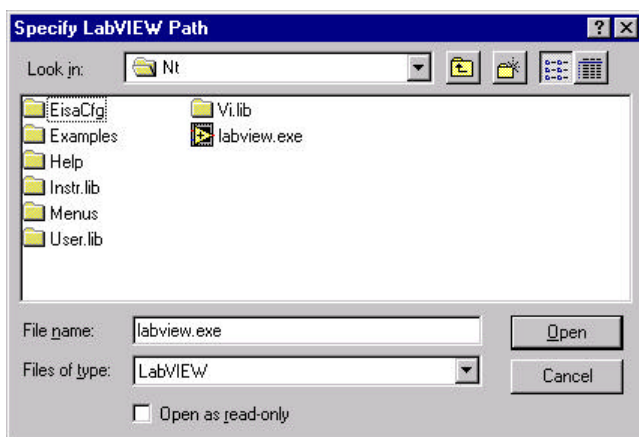 Specify LabVIEW Path
Look in: Nt
EisaCfg
Examples
Help
Instr.lib
Menus
User.lib
Vi.lib
labview.exe
File name: labview.exe Open
Files of type: LabVIEW Cancel
Open as read-only